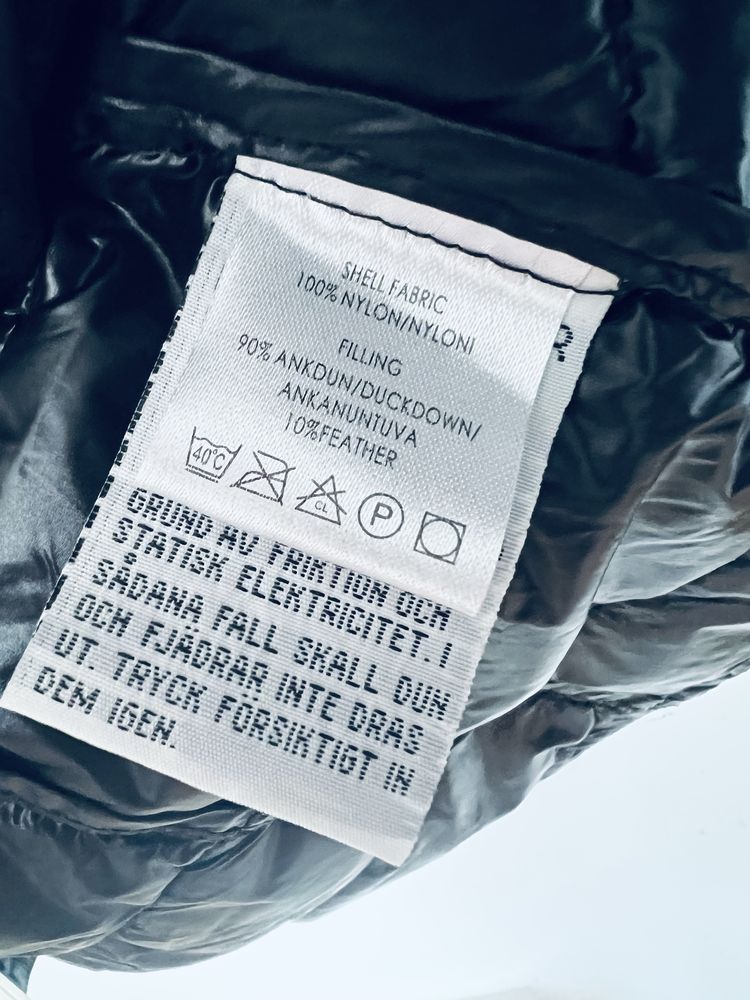 SHELL FABRIC
100% NYLON/NYLONI
FILLING
90% ANKDUN/DUCKDOWN/
ANKANUNTUVA
10%FEATHER
40°C
CL
P
GRUND AV FRIKTION OCH
STATISK ELEKTRICITET. I
SÅDANA FALL SKALL DUN
OCH FJÄDRAR INTE DRAS
UT. TRYCK FÖRSIKTIGT IN
DEM IGEN.